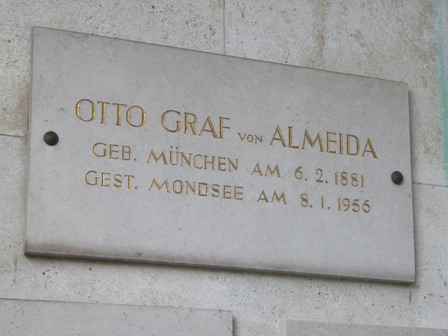 OTTO GRAF VON ALMEIDA
GEB. MÜNCHEN AM 6.2.1881
GEST. MONDSEE AM 8.1.1956